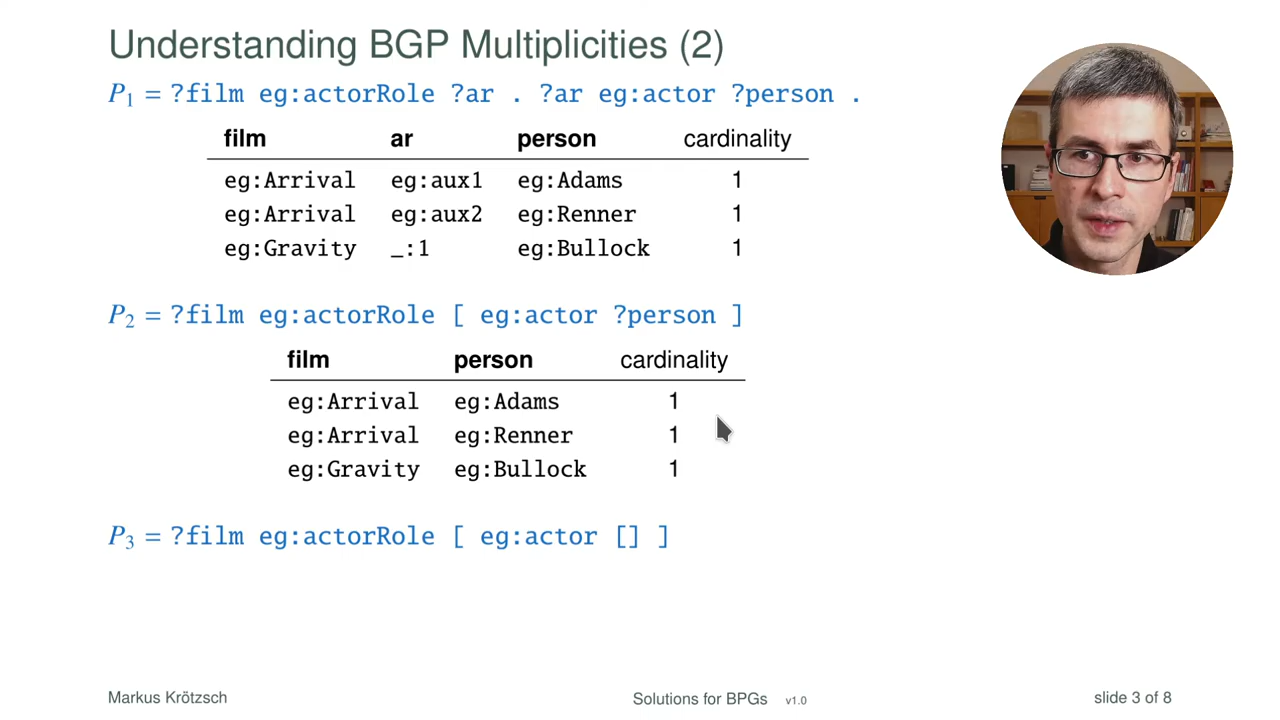 Understanding BGP Multiplicities (2)
P₁ = ?film eg:actorRole ?ar . ?ar eg:actor ?person .
film ar person cardinality
eg:Arrival eg:aux1 eg:Adams 1
eg:Arrival eg:aux2 eg:Renner 1
eg:Gravity _:1 eg:Bullock 1
P₂ = ?film eg:actorRole [ eg:actor ?person ]
film person cardinality
eg:Arrival eg:Adams 1
eg:Arrival eg:Renner 1
eg:Gravity eg:Bullock 1
P₃ = ?film eg:actorRole [ eg:actor [] ]
Markus Krötzsch Solutions for BPGs v1.0 slide 3 of 8